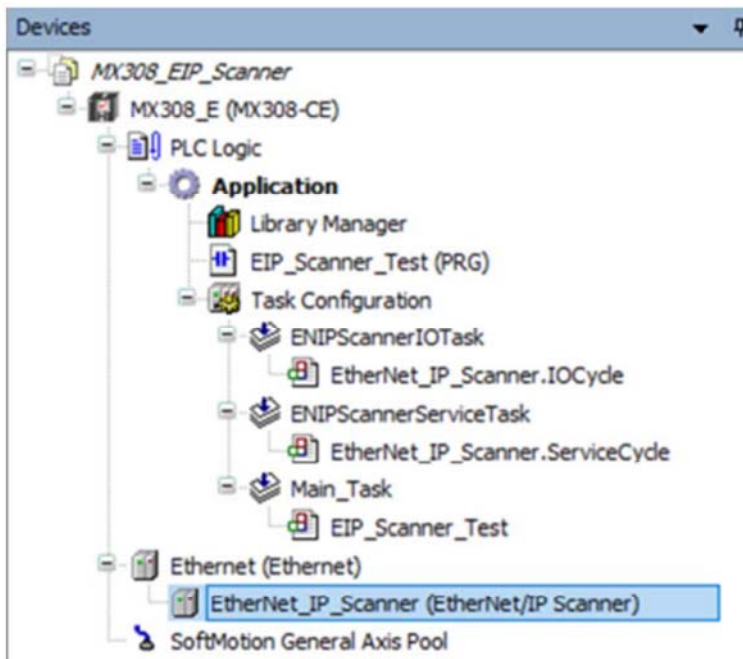 Devices
MX308_EIP_Scanner
MX308_E (MX308-CE)
PLC Logic
Application
Library Manager
EIP_Scanner_Test (PRG)
Task Configuration
ENIPScannerIOTask
EtherNet_IP_Scanner.IOCycle
ENIPScannerServiceTask
EtherNet_IP_Scanner.ServiceCycle
Main_Task
EIP_Scanner_Test
Ethernet (Ethernet)
EtherNet_IP_Scanner (EtherNet/IP Scanner)
SoftMotion General Axis Pool